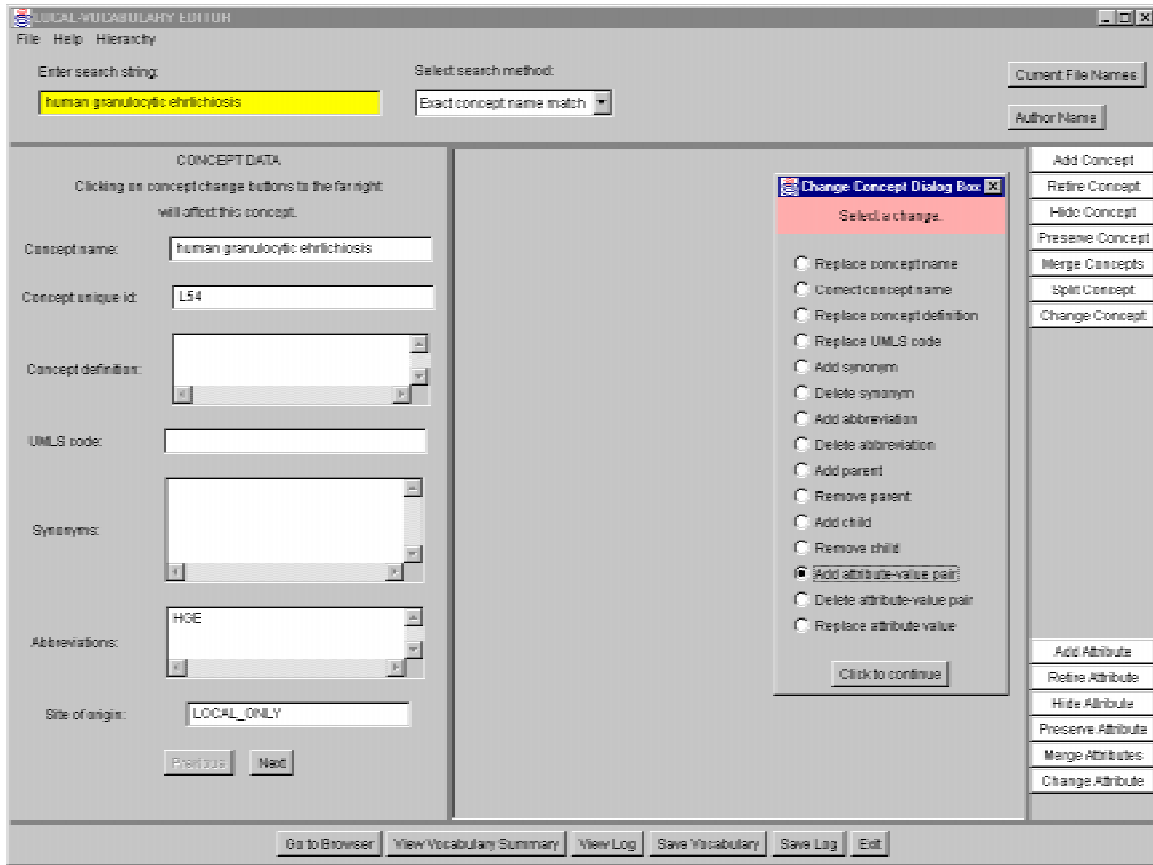 LOCAL-VOCABULARY EDITOR
File Help Hierarchy
Enter search string:
human granulocytic ehrlichiosis
Select search method:
Exact concept name match
Current File Names
Author Name
CONCEPT DATA
Clicking on concept change buttons to the far right
will affect this concept.
Concept name:
human granulocytic ehrlichiosis
Concept unique id:
L54
Concept definition:
UMLS code:
Synonyms:
Abbreviations:
HGE
Site of origin:
LOCAL_ONLY
Previous
Next
Change Concept Dialog Box
Select a change.
Replace concept name
Correct concept name
Replace concept definition
Replace UMLS code
Add synonym
Delete synonym
Add abbreviation
Delete abbreviation
Add parent
Remove parent
Add child
Remove child
Add attribute-value pair
Delete attribute-value pair
Replace attribute value
Click to continue
Add Concept
Retire Concept
Hide Concept
Preserve Concept
Merge Concepts
Split Concept
Change Concept
Add Attribute
Retire Attribute
Hide Attribute
Preserve Attribute
Merge Attributes
Change Attribute
Go to Browser
View Vocabulary Summary
View Log
Save Vocabulary
Save Log
Exit